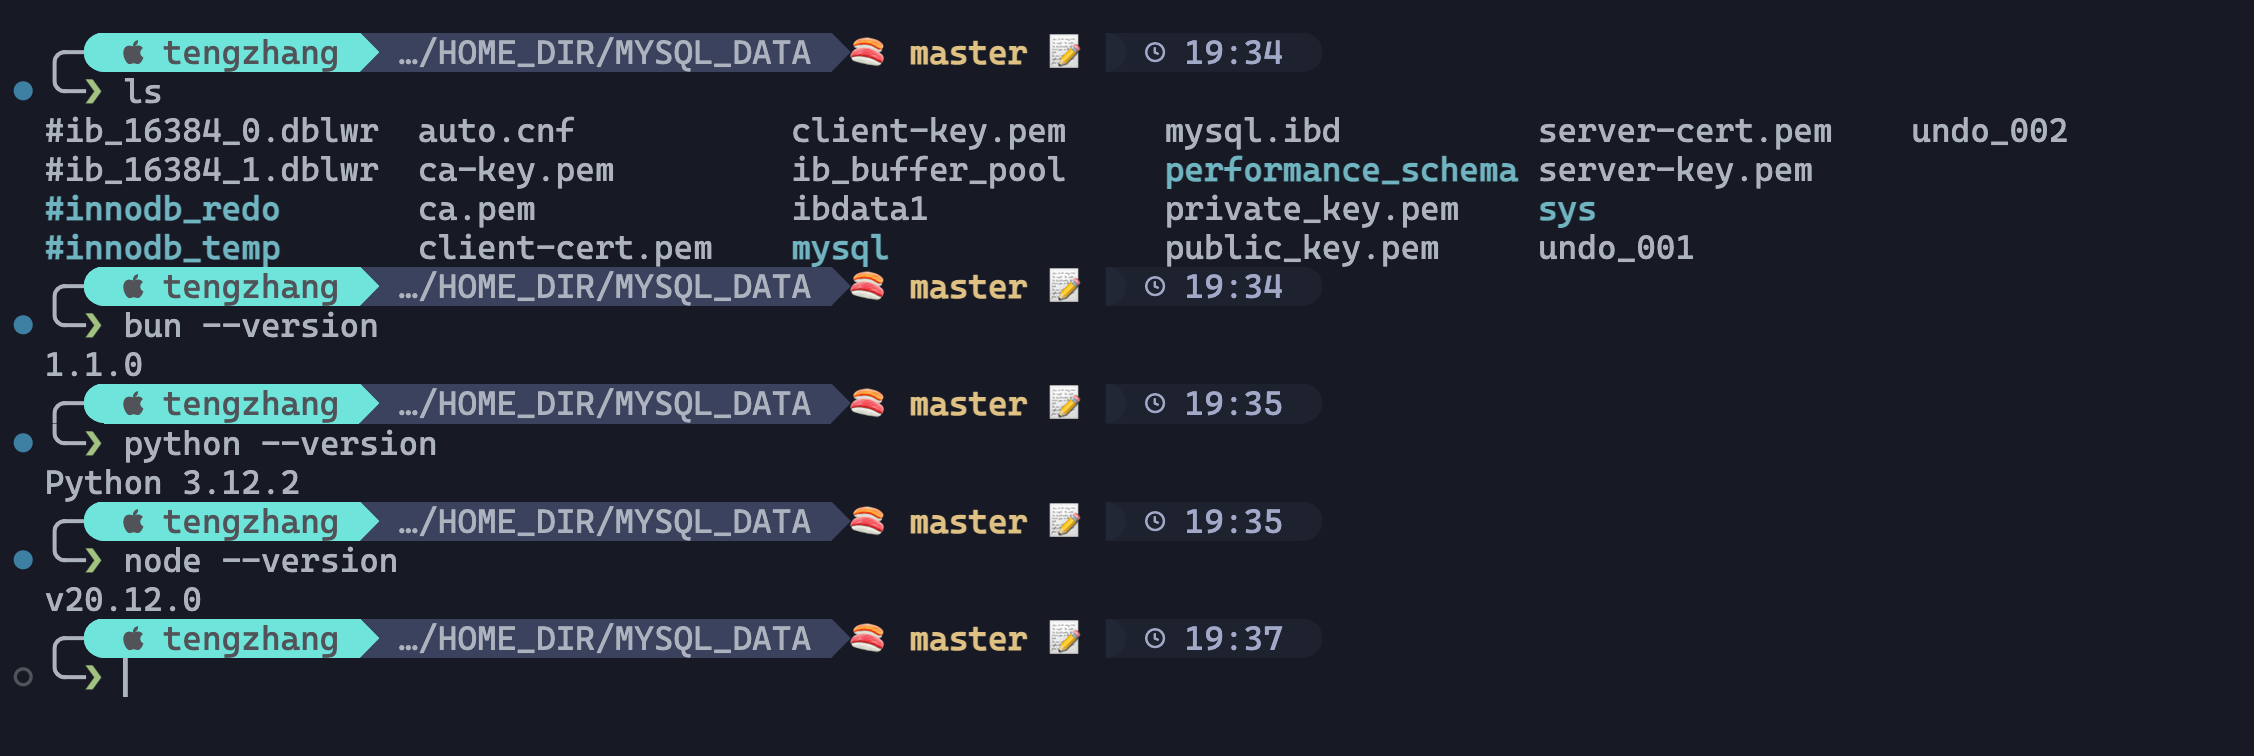 tengzhang …/HOME_DIR/MYSQL_DATA master 19:34
❯ ls
#ib_16384_0.dblwr auto.cnf client-key.pem mysql.ibd server-cert.pem undo_002
#ib_16384_1.dblwr ca-key.pem ib_buffer_pool performance_schema server-key.pem
#innodb_redo ca.pem ibdata1 private_key.pem sys
#innodb_temp client-cert.pem mysql public_key.pem undo_001
tengzhang …/HOME_DIR/MYSQL_DATA master 19:34
❯ bun --version
1.1.0
tengzhang …/HOME_DIR/MYSQL_DATA master 19:35
❯ python --version
Python 3.12.2
tengzhang …/HOME_DIR/MYSQL_DATA master 19:35
❯ node --version
v20.12.0
tengzhang …/HOME_DIR/MYSQL_DATA master 19:37
❯